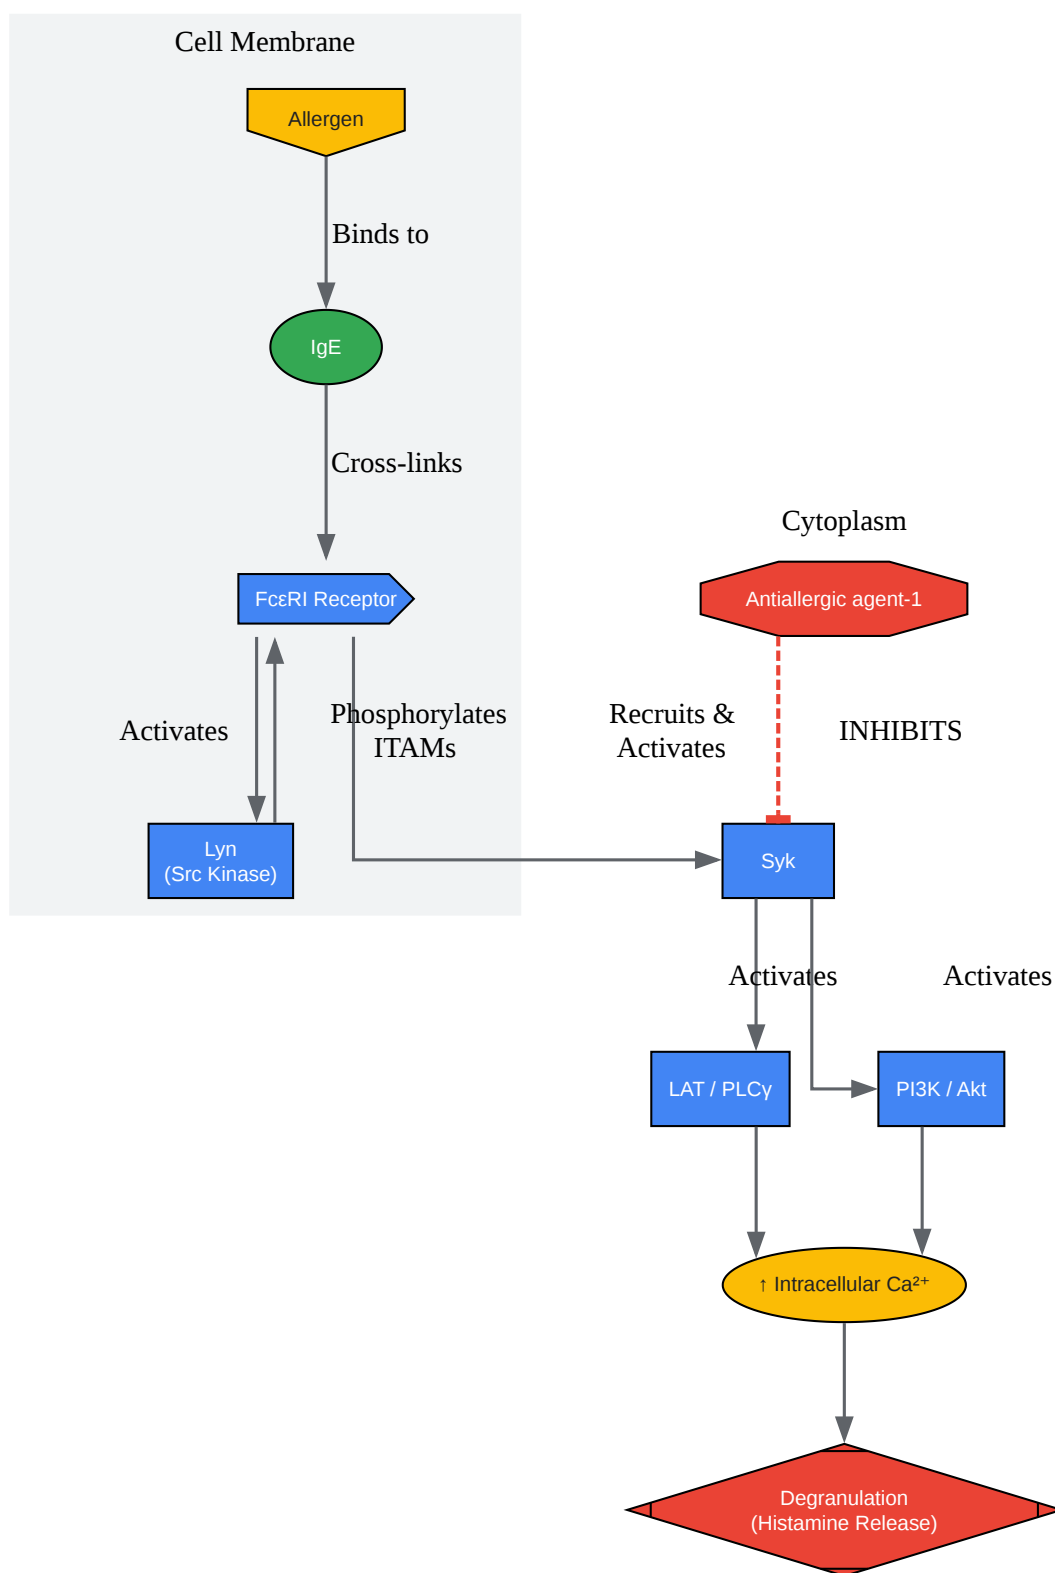 Cell Membrane
Allergen
Binds to
IgE
Cross-links
Cytoplasm
FcεRI Receptor
Antiallergic agent-1
Activates
Phosphorylates
ITAMs
Recruits &
Activates
INHIBITS
Lyn
(Src Kinase)
Syk
Activates
Activates
LAT / PLCγ
PI3K / Akt
↑ Intracellular Ca²⁺
Degranulation
(Histamine Release)